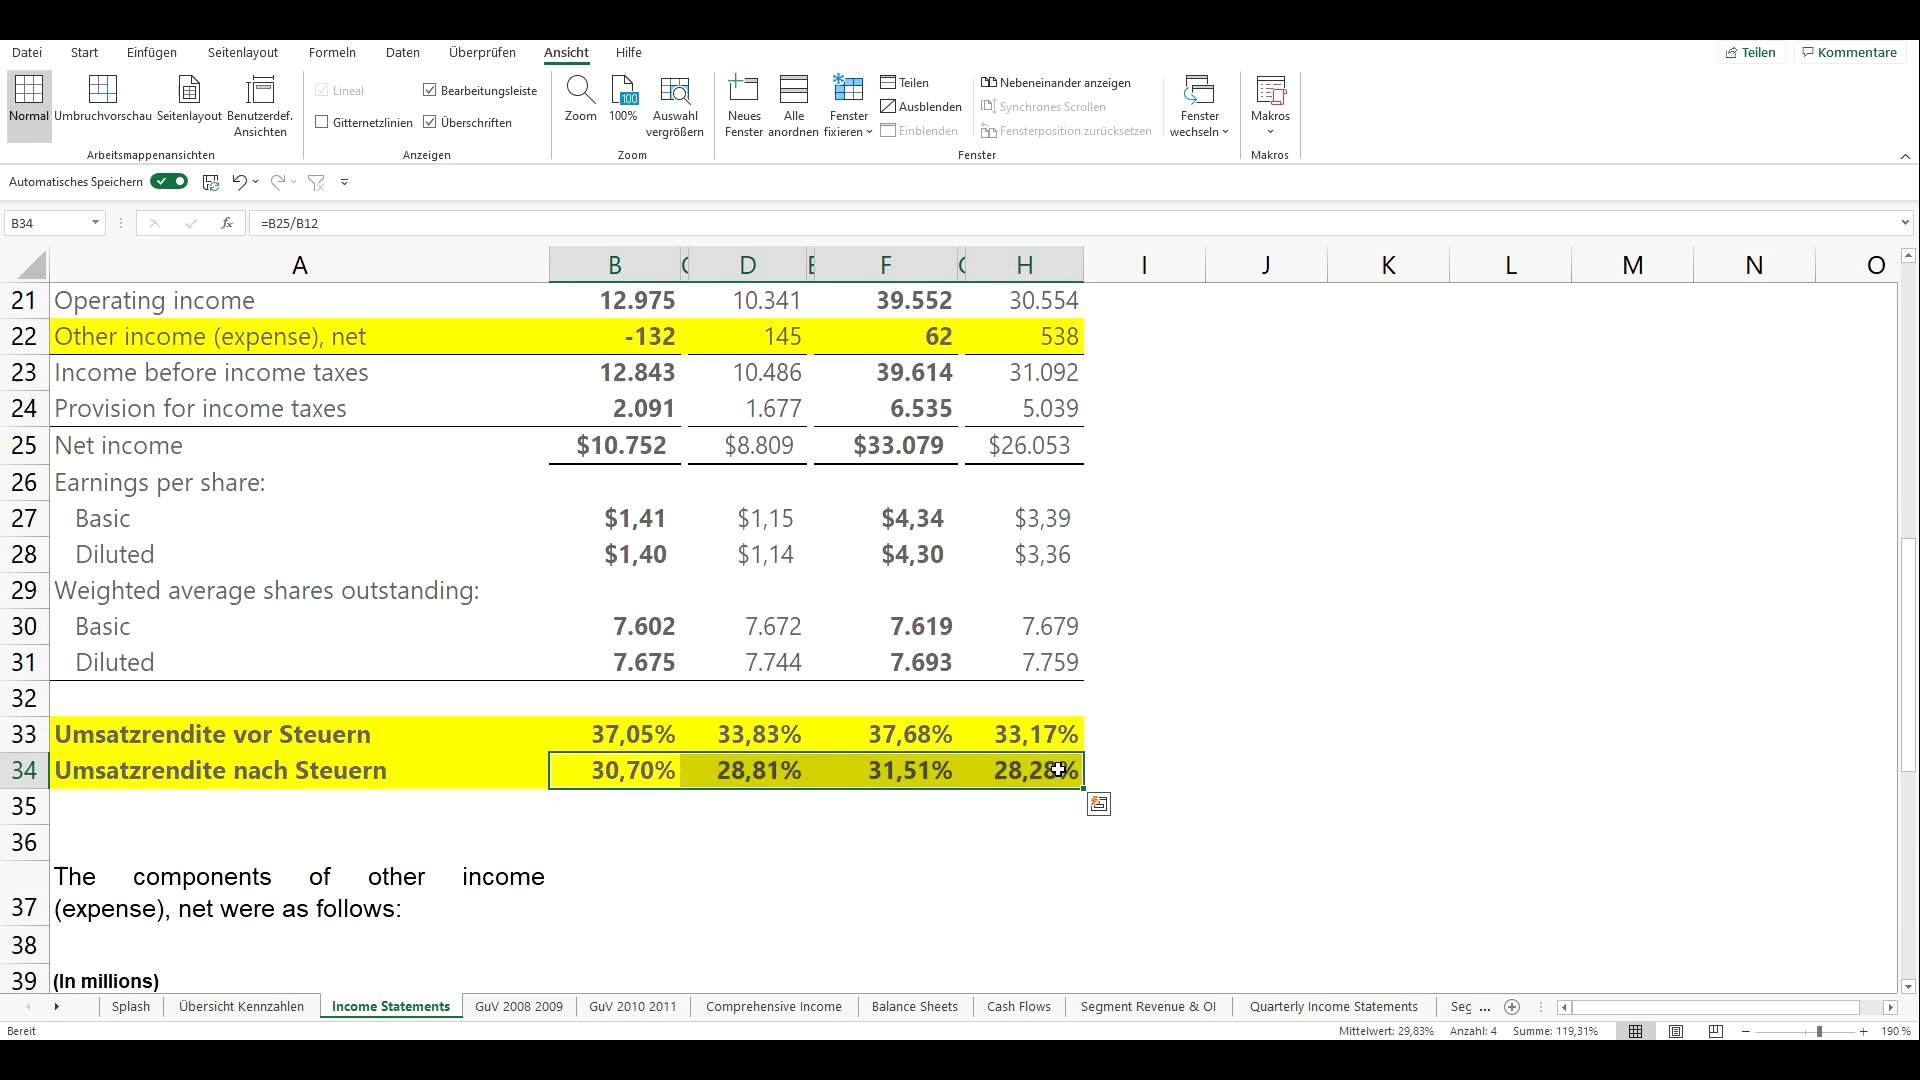 Datei Start Einfügen Seitenlayout Formeln Daten Überprüfen Ansicht Hilfe Teilen Kommentare
Normal Umbruchvorschau Seitenlayout Benutzerdef. Ansichten
Arbeitsmappenansichten
Lineal Bearbeitungsleiste
Gitternetzlinien Überschriften
Anzeigen
Zoom 100% Auswahl vergrößern
100
Zoom
Neues Fenster Alle anordnen Fenster fixieren
Teilen
Ausblenden
Einblenden
Nebeneinander anzeigen
Synchrones Scrollen
Fensterposition zurücksetzen
Fenster wechseln
Fenster
Makros
Makros
Automatisches Speichern
B34 fx =B25/B12
A B C D E F G H I J K L M N O
21 Operating income 12.975 10.341 39.552 30.554
22 Other income (expense), net -132 145 62 538
23 Income before income taxes 12.843 10.486 39.614 31.092
24 Provision for income taxes 2.091 1.677 6.535 5.039
25 Net income $10.752 $8.809 $33.079 $26.053
26 Earnings per share:
27 Basic $1,41 $1,15 $4,34 $3,39
28 Diluted $1,40 $1,14 $4,30 $3,36
29 Weighted average shares outstanding:
30 Basic 7.602 7.672 7.619 7.679
31 Diluted 7.675 7.744 7.693 7.759
32
33 Umsatzrendite vor Steuern 37,05% 33,83% 37,68% 33,17%
34 Umsatzrendite nach Steuern 30,70% 28,81% 31,51% 28,28%
35
36
The components of other income
37 (expense), net were as follows:
38
39 (In millions)
Splash Übersicht Kennzahlen Income Statements GuV 2008 2009 GuV 2010 2011 Comprehensive Income Balance Sheets Cash Flows Segment Revenue & OI Quarterly Income Statements Seg ...
Bereit Mittelwert: 29,83% Anzahl: 4 Summe: 119,31% 190 %